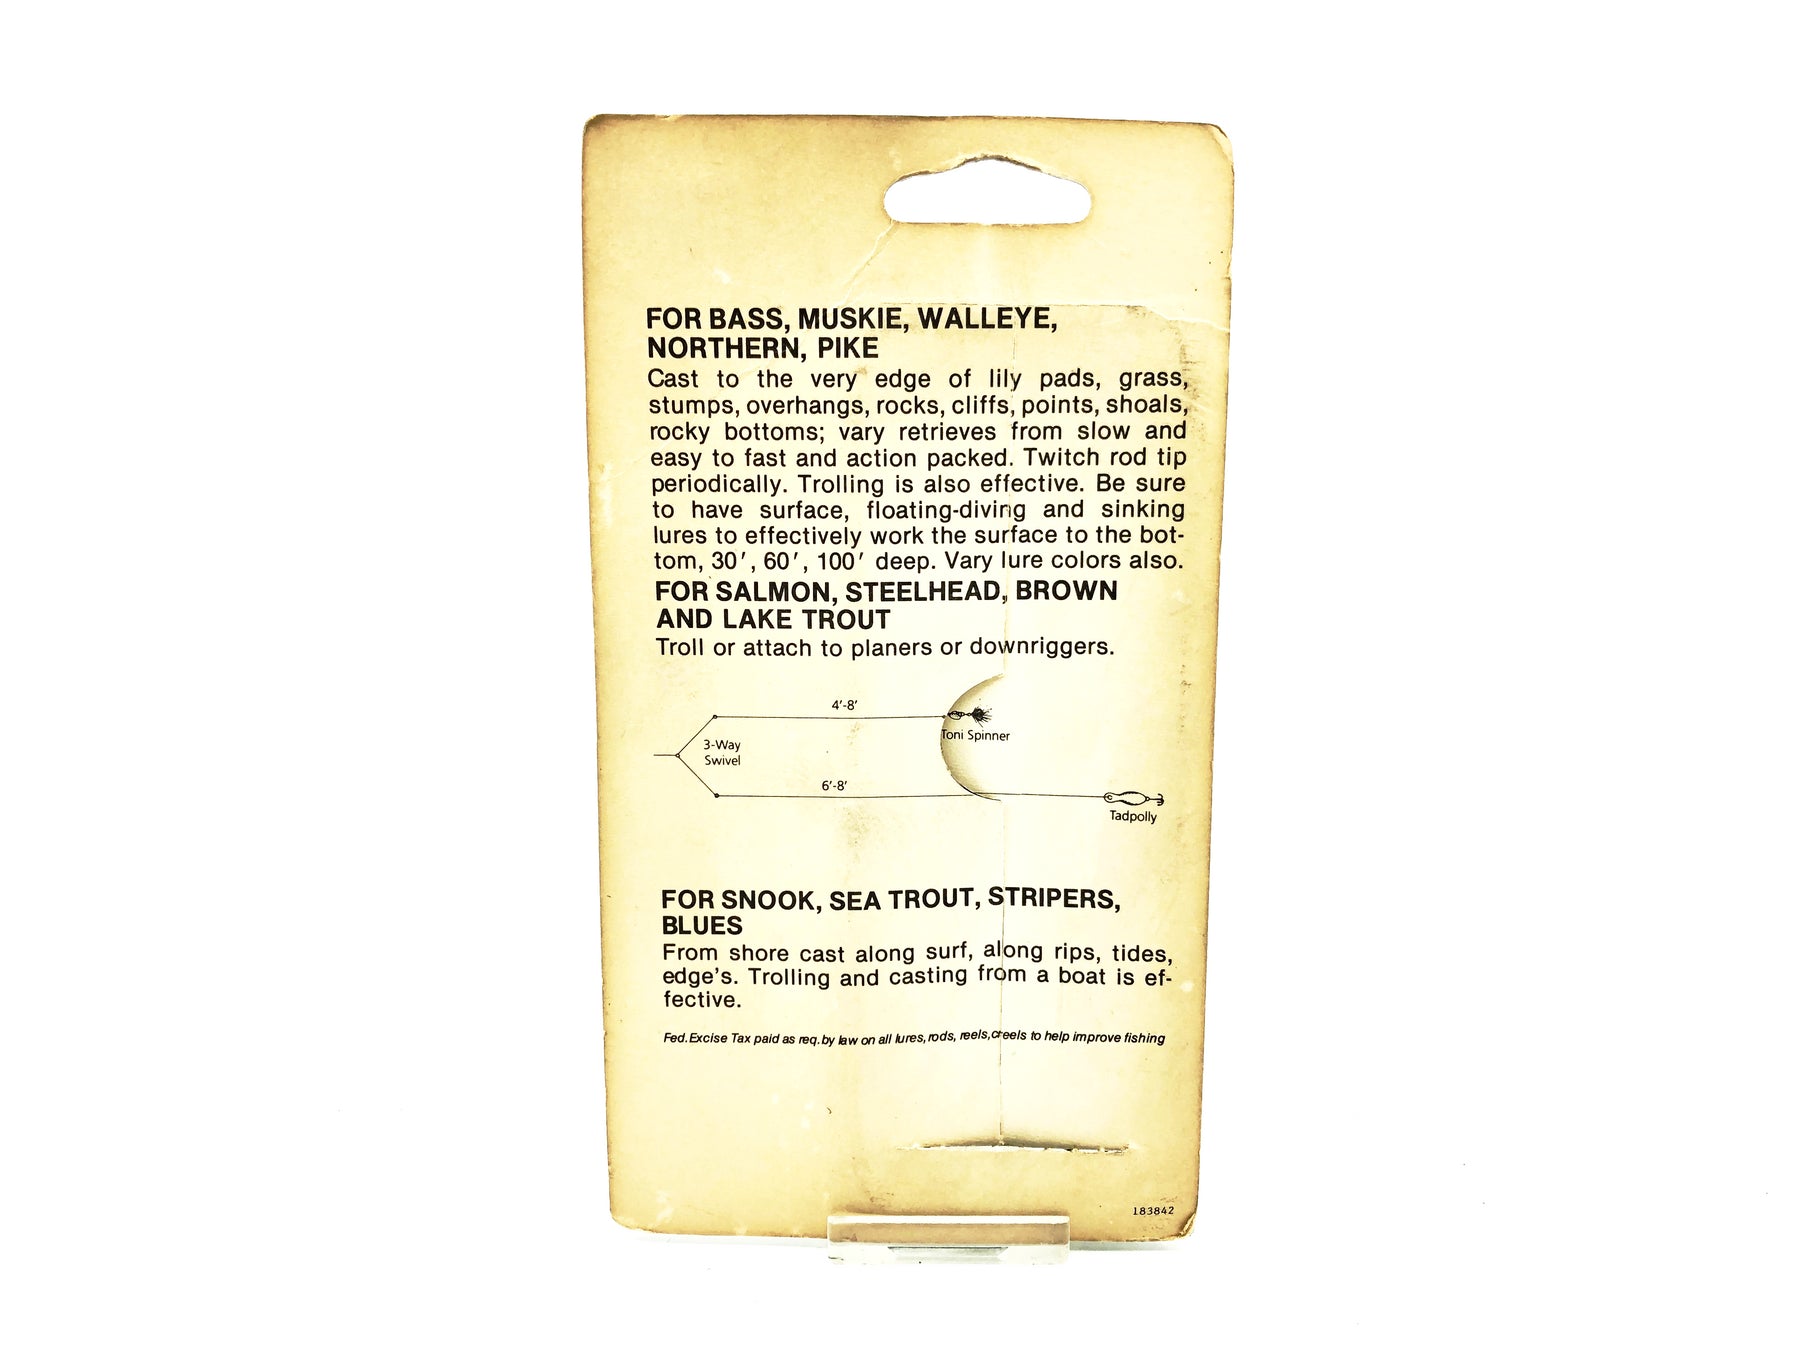 FOR BASS, MUSKIE, WALLEYE,
NORTHERN, PIKE
Cast to the very edge of lily pads, grass,
stumps, overhangs, rocks, cliffs, points, shoals,
rocky bottoms; vary retrieves from slow and
easy to fast and action packed. Twitch rod tip
periodically. Trolling is also effective. Be sure
to have surface, floating-diving and sinking
lures to effectively work the surface to the bot-
tom, 30', 60', 100' deep. Vary lure colors also.
FOR SALMON, STEELHEAD, BROWN
AND LAKE TROUT
Troll or attach to planers or downriggers.
4'-8'
Toni Spinner
3-Way
Swivel
6'-8'
Tadpolly
FOR SNOOK, SEA TROUT, STRIPERS,
BLUES
From shore cast along surf, along rips, tides,
edge's. Trolling and casting from a boat is ef-
fective.
Fed. Excise Tax paid as req. by law on all lures, rods, reels, creels to help improve fishing
183842